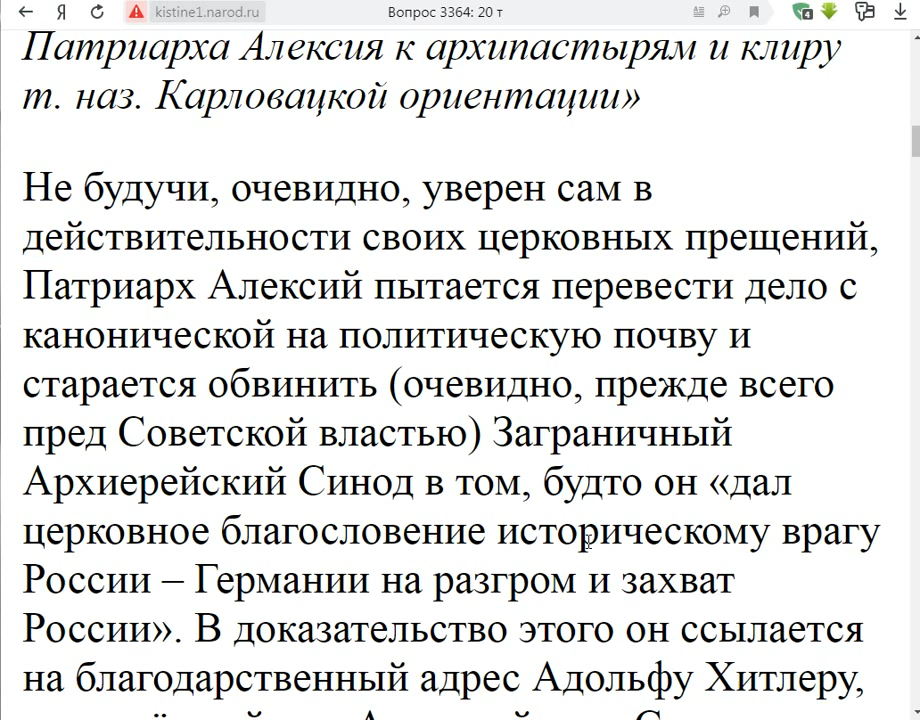 kistine1.narod.ru
Вопрос 3364: 20 т
Патриарха Алексия к архипастырям и клиру
т. наз. Карловацкой ориентации»
Не будучи, очевидно, уверен сам в
действительности своих церковных прещений,
Патриарх Алексий пытается перевести дело с
канонической на политическую почву и
старается обвинить (очевидно, прежде всего
пред Советской властью) Заграничный
Архиерейский Синод в том, будто он «дал
церковное благословение историческому врагу
России – Германии на разгром и захват
России». В доказательство этого он ссылается
на благодарственный адрес Адольфу Хитлеру,